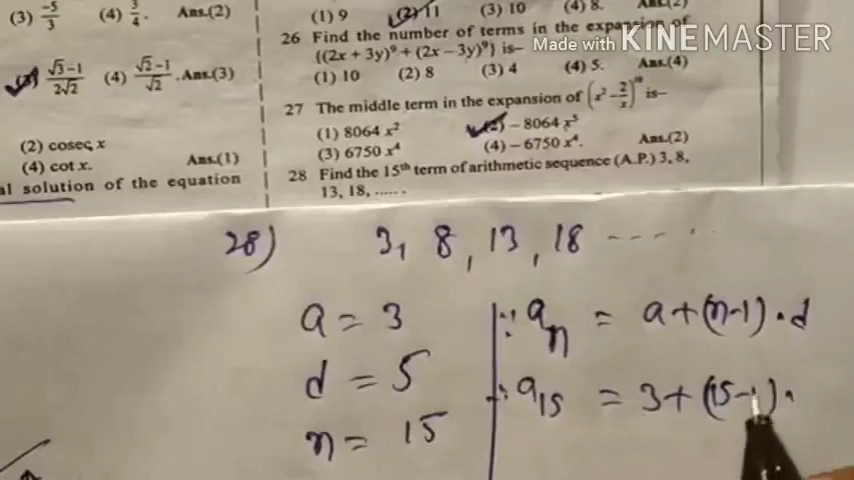 (3) -5/3 (4) 3/4. Ans.(2)
(3) √3-1/2√2 (4) √2-1/√2. Ans.(3)
(2) cosec x
(4) cot x. Ans.(1)
al solution of the equation
(1) 9 (2) 11 (3) 10 (4) 8.
26 Find the number of terms in the expansion of
{(2x + 3y)⁹ + (2x – 3y)⁹} is–
(1) 10 (2) 8 (3) 4 (4) 5. Ans.(4)
27 The middle term in the expansion of (x² – 2/x)¹⁰ is–
(1) 8064 x² (2) – 8064 x⁵
(3) 6750 x⁴ (4) – 6750 x⁴. Ans.(2)
28 Find the 15th term of arithmetic sequence (A.P.) 3, 8,
13, 18, ......
Made with KINEMASTER
28) 3, 8, 13, 18 ------
a = 3
d = 5
n = 15
∵ aₙ = a+(n-1)·d
∴ a₁₅ = 3+(15-1)·